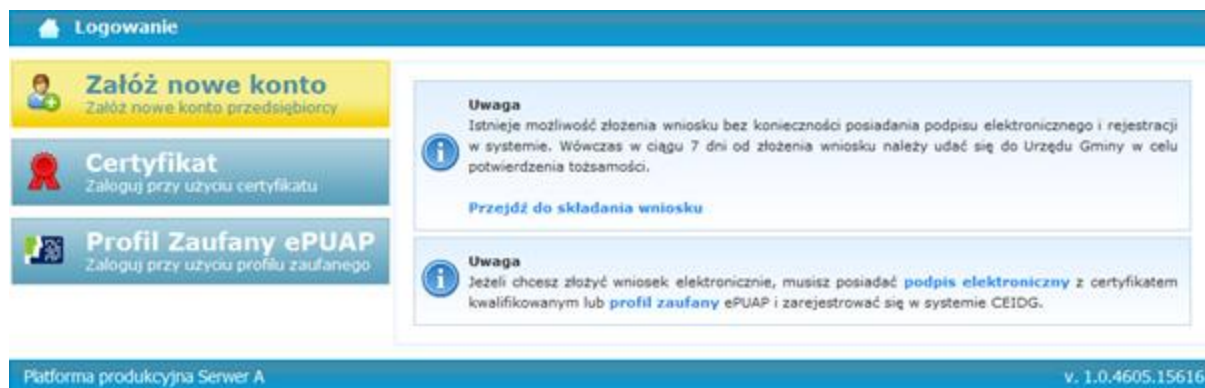 Logowanie
Załóż nowe konto
Załóż nowe konto przedsiębiorcy
Certyfikat
Zaloguj przy użyciu certyfikatu
Profil Zaufany ePUAP
Zaloguj przy użyciu profilu zaufanego
Uwaga
Istnieje możliwość złożenia wniosku bez konieczności posiadania podpisu elektronicznego i rejestracji
w systemie. Wówczas w ciągu 7 dni od złożenia wniosku należy udać się do Urzędu Gminy w celu
potwierdzenia tożsamości.
Przejdź do składania wniosku
Uwaga
Jeżeli chcesz złożyć wniosek elektronicznie, musisz posiadać podpis elektroniczny z certyfikatem
kwalifikowanym lub profil zaufany ePUAP i zarejestrować się w systemie CEIDG.
Platforma produkcyjna Serwer A
v. 1.0.4605.15616